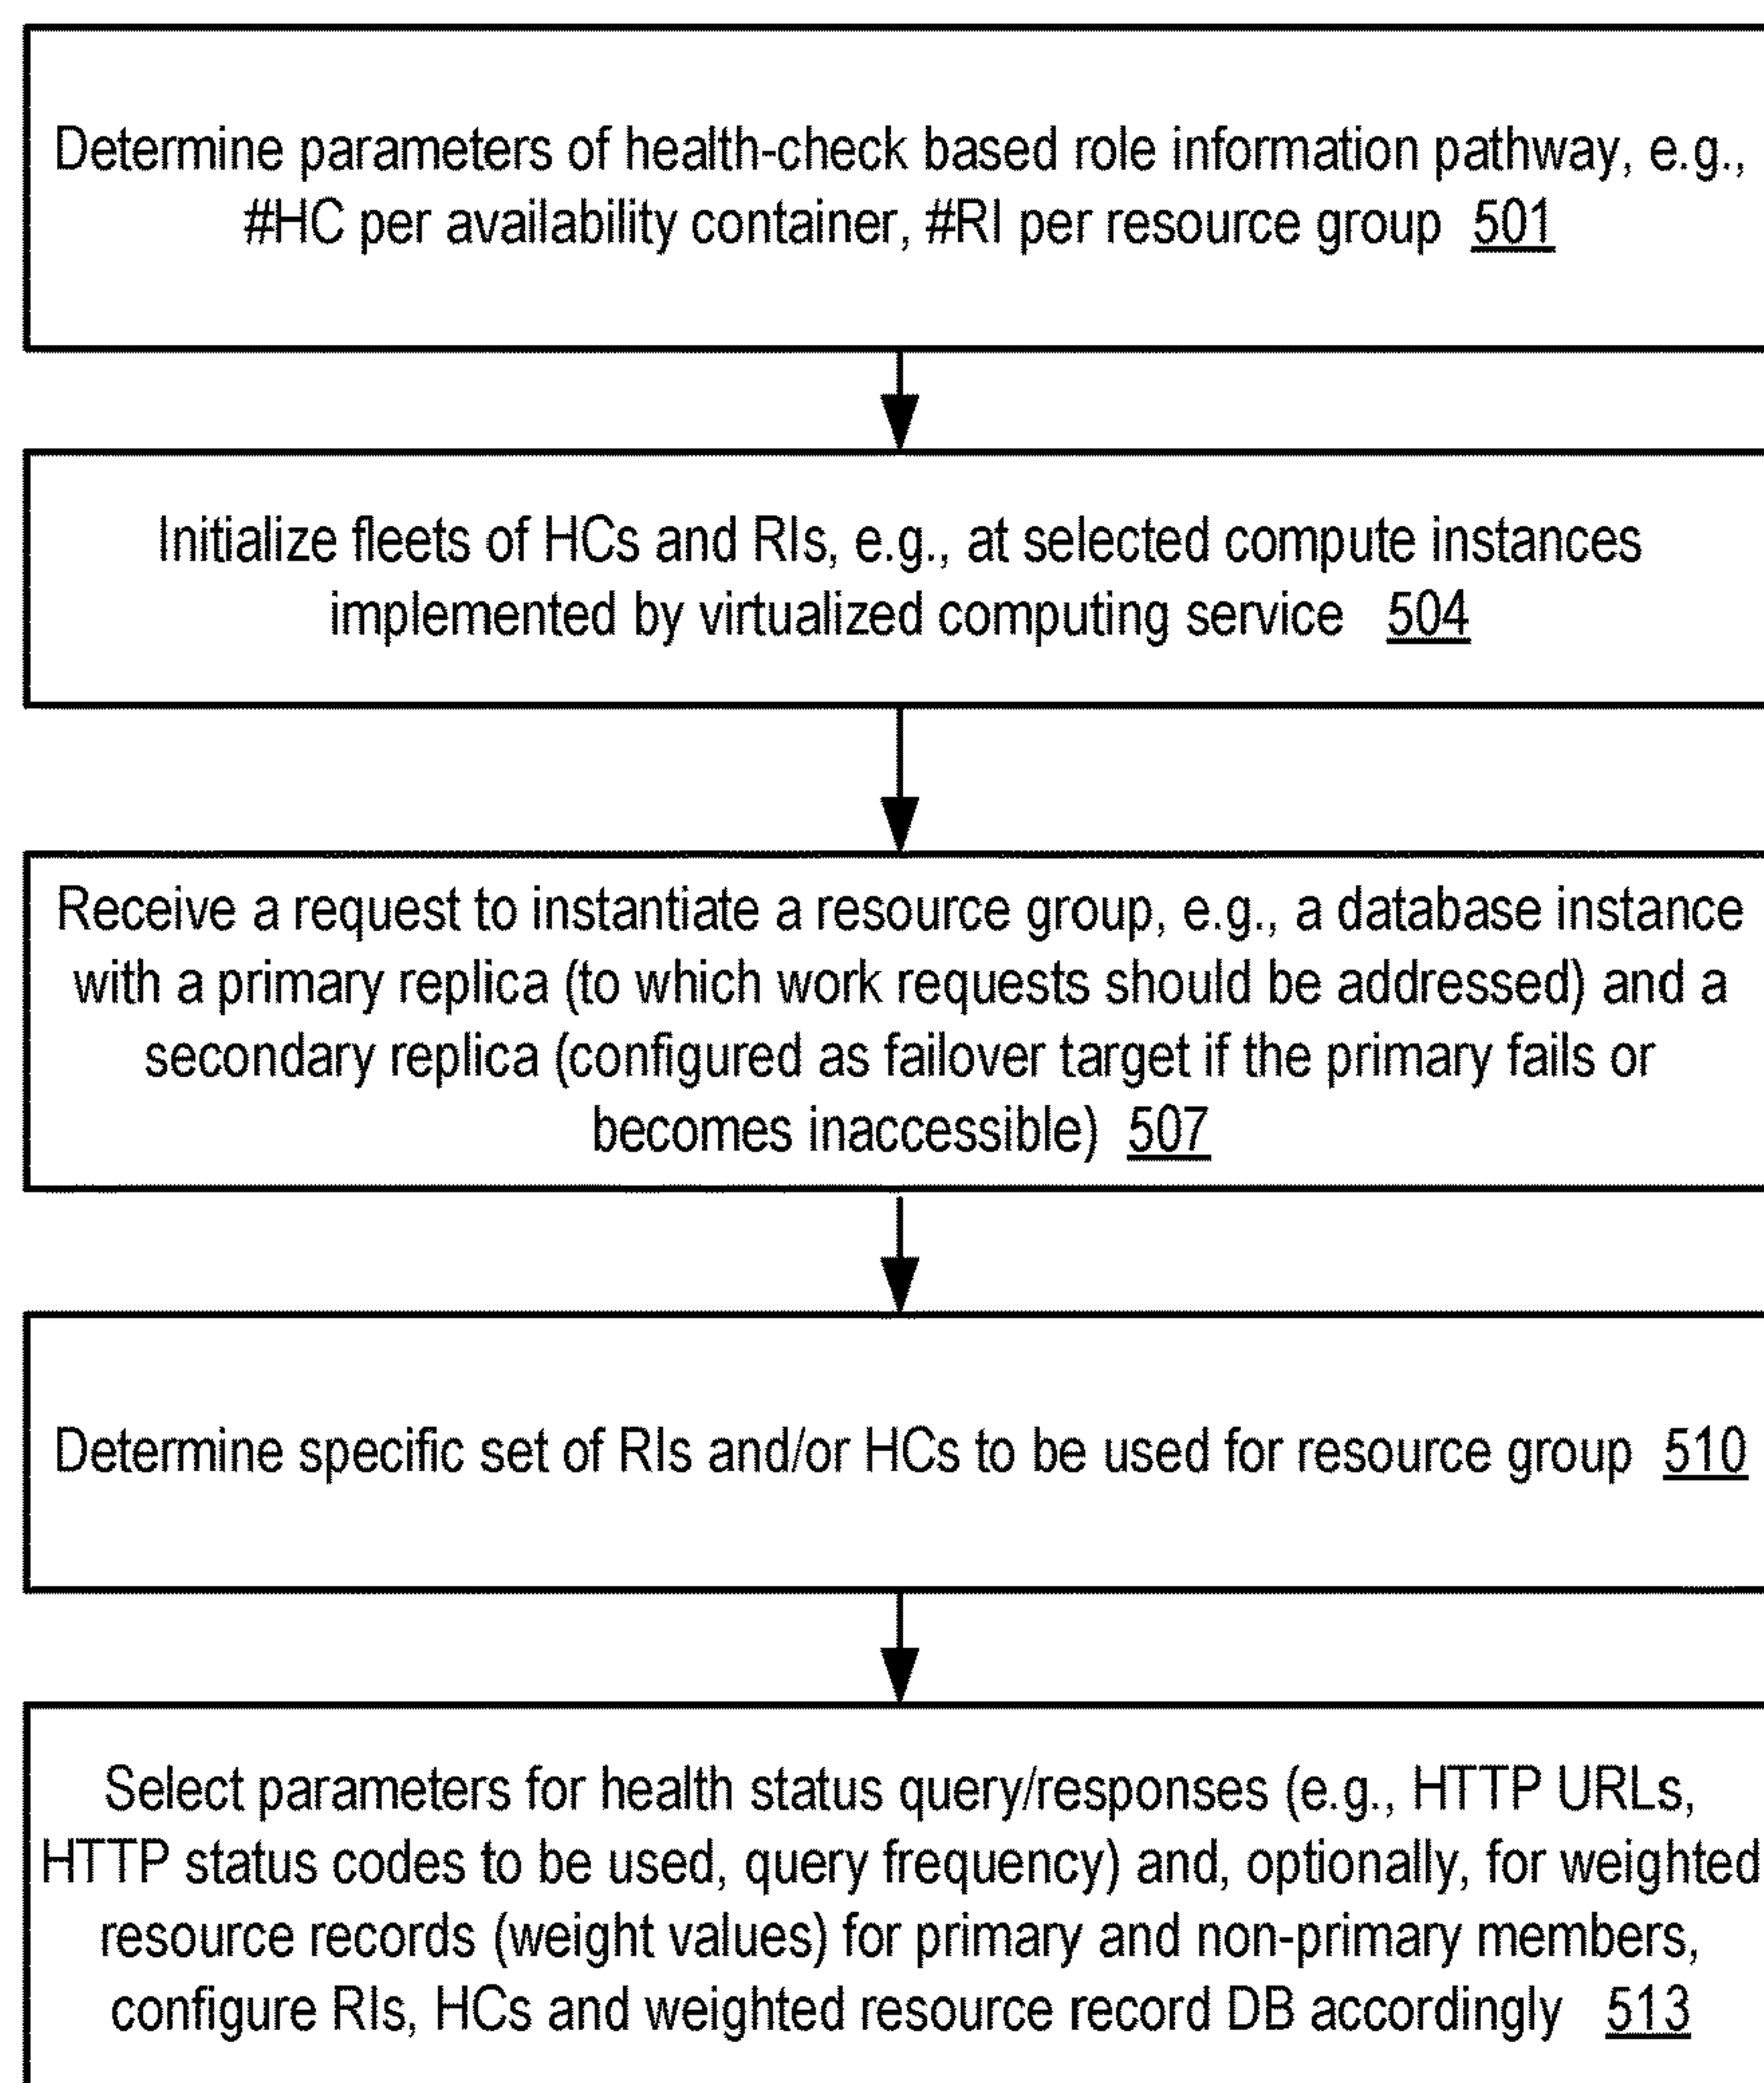 Determine parameters of health-check based role information pathway, e.g.,
#HC per availability container, #RI per resource group 501
Initialize fleets of HCs and RIs, e.g., at selected compute instances
implemented by virtualized computing service 504
Receive a request to instantiate a resource group, e.g., a database instance
with a primary replica (to which work requests should be addressed) and a
secondary replica (configured as failover target if the primary fails or
becomes inaccessible) 507
Determine specific set of RIs and/or HCs to be used for resource group 510
Select parameters for health status query/responses (e.g., HTTP URLs,
HTTP status codes to be used, query frequency) and, optionally, for weighted
resource records (weight values) for primary and non-primary members,
configure RIs, HCs and weighted resource record DB accordingly 513